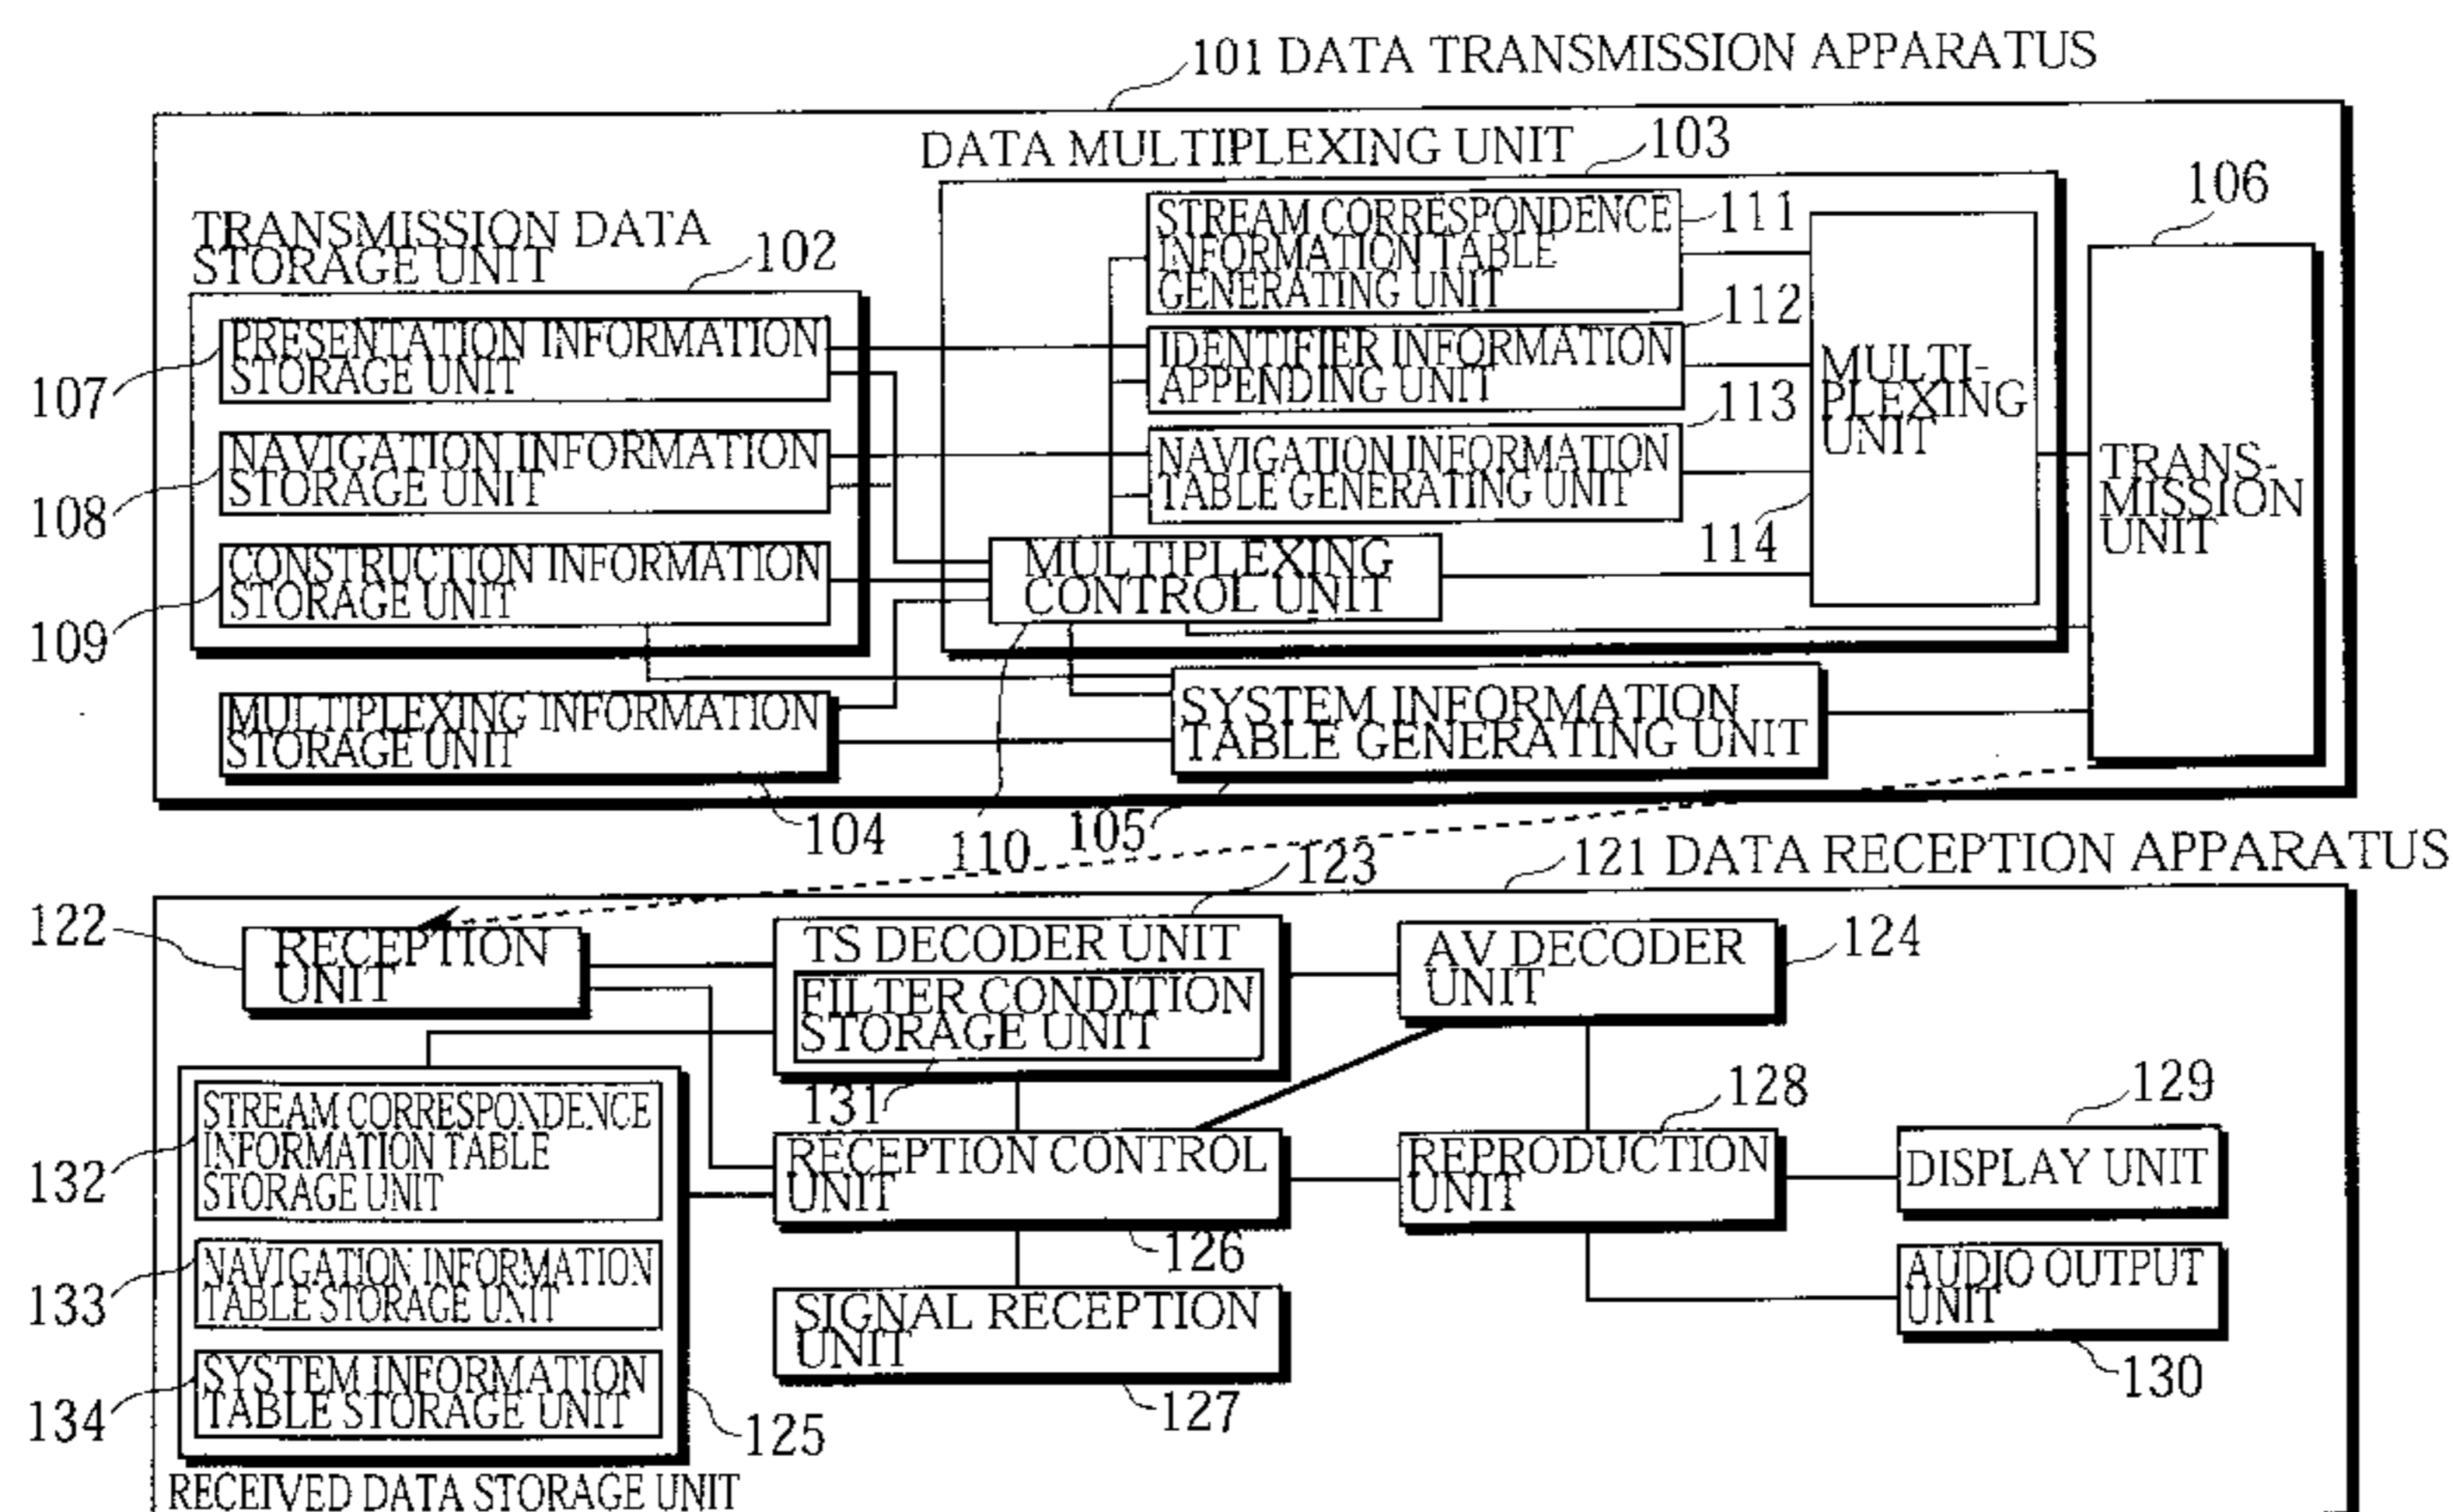 101 DATA TRANSMISSION APPARATUS
DATA MULTIPLEXING UNIT
103
106
TRANSMISSION DATA
STORAGE UNIT
102
PRESENTATION INFORMATION
STORAGE UNIT
107
NAVIGATION INFORMATION
STORAGE UNIT
108
CONSTRUCTION INFORMATION
STORAGE UNIT
109
MULTIPLEXING INFORMATION
STORAGE UNIT
104
STREAM CORRESPONDENCE
INFORMATION TABLE
GENERATING UNIT
111
IDENTIFIER INFORMATION
APPENDING UNIT
112
NAVIGATION INFORMATION
TABLE GENERATING UNIT
113
MULTI-
PLEXING
UNIT
114
MULTIPLEXING
CONTROL UNIT
110
SYSTEM INFORMATION
TABLE GENERATING UNIT
105
TRANS-
MISSION
UNIT
121 DATA RECEPTION APPARATUS
122
RECEPTION
UNIT
123
TS DECODER UNIT
FILTER CONDITION
STORAGE UNIT
131
AV DECODER
UNIT
124
STREAM CORRESPONDENCE
INFORMATION TABLE
STORAGE UNIT
132
NAVIGATION INFORMATION
TABLE STORAGE UNIT
133
SYSTEM INFORMATION
TABLE STORAGE UNIT
134
125
RECEIVED DATA STORAGE UNIT
RECEPTION CONTROL
UNIT
126
SIGNAL RECEPTION
UNIT
127
REPRODUCTION
UNIT
128
DISPLAY UNIT
129
AUDIO OUTPUT
UNIT
130